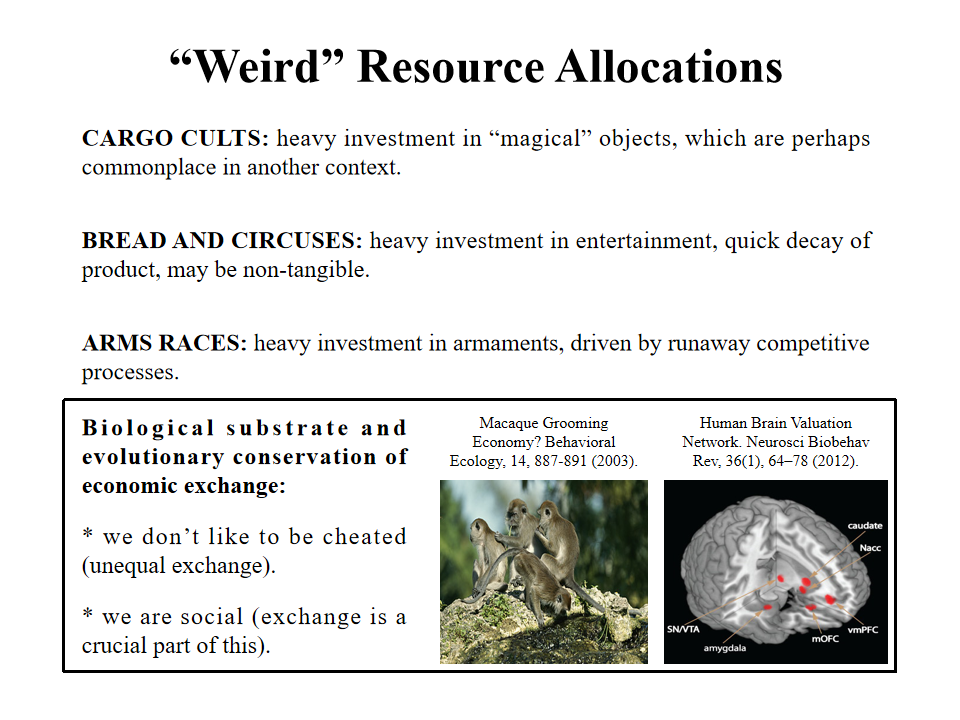 “Weird” Resource Allocations
CARGO CULTS: heavy investment in “magical” objects, which are perhaps
commonplace in another context.
BREAD AND CIRCUSES: heavy investment in entertainment, quick decay of
product, may be non-tangible.
ARMS RACES: heavy investment in armaments, driven by runaway competitive
processes.
Biological substrate and
evolutionary conservation of
economic exchange:
* we don’t like to be cheated
(unequal exchange).
* we are social (exchange is a
crucial part of this).
Macaque Grooming
Economy? Behavioral
Ecology, 14, 887-891 (2003).
Human Brain Valuation
Network. Neurosci Biobehav
Rev, 36(1), 64–78 (2012).
caudate
Nacc
SN/VTA
vmPFC
mOFC
amygdala